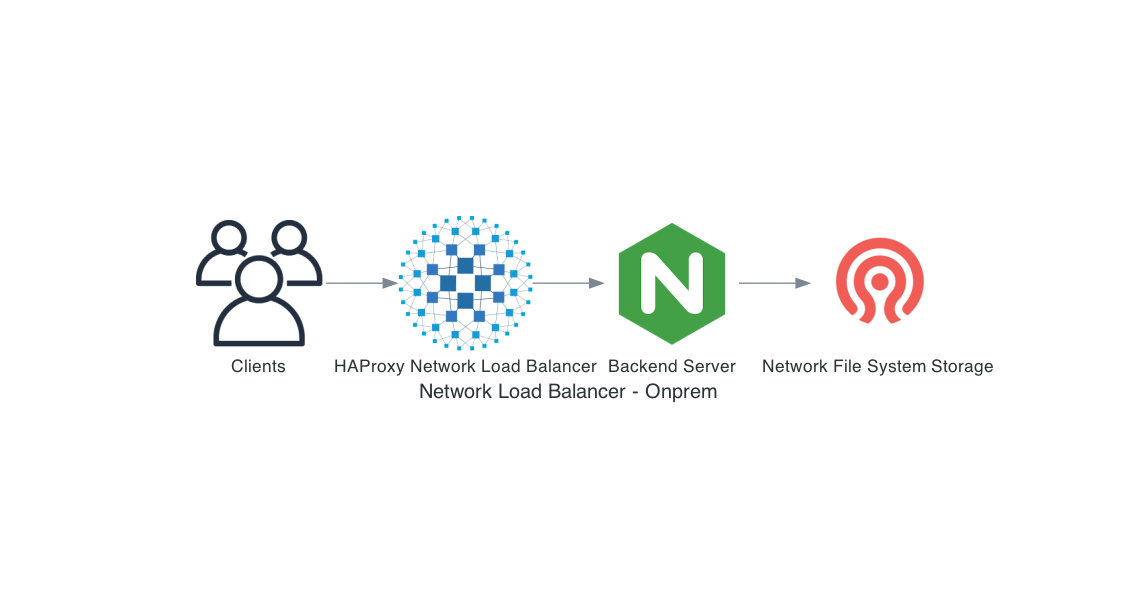 Clients
HAProxy Network Load Balancer
Backend Server
Network File System Storage
Network Load Balancer - Onprem